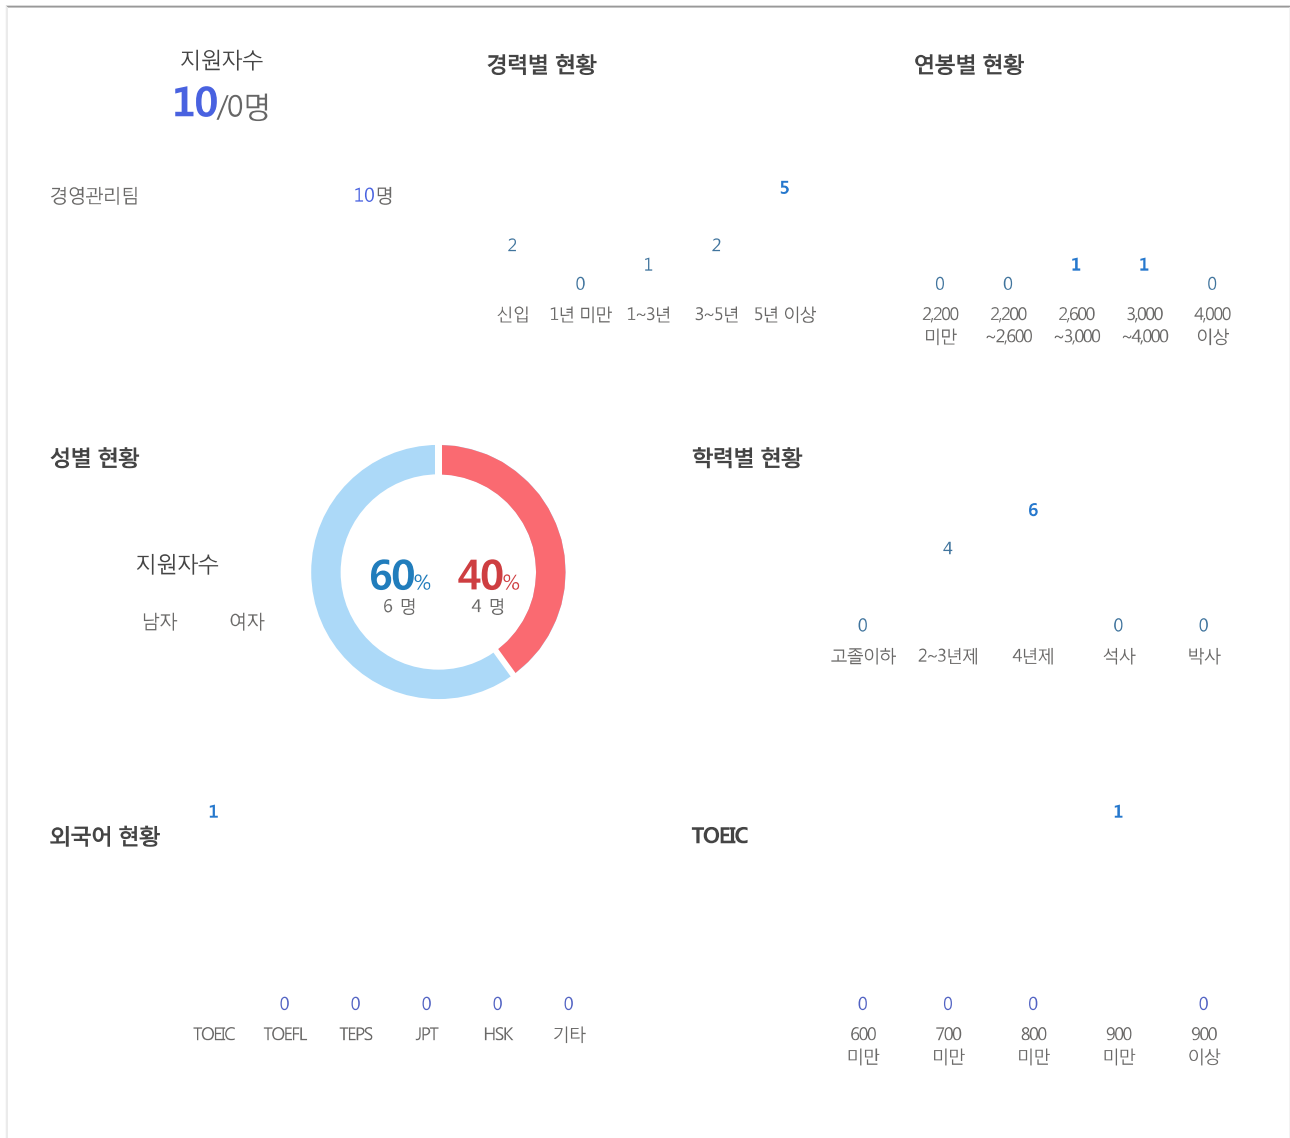 지원자수
10/0명
경영관리팀 10명
경력별 현황
5
2 1 2
0
신입 1년 미만 1~3년 3~5년 5년 이상
연봉별 현황
0 0 1 1 0
2,200 2,200 2,600 3,000 4,000
미만 ~2,600 ~3,000 ~4,000 이상
성별 현황
지원자수
남자 여자
60% 40%
6 명 4 명
학력별 현황
6
4
0 0 0
고졸이하 2~3년제 4년제 석사 박사
외국어 현황
1
0 0 0 0 0
TOEIC TOEFL TEPS JPT HSK 기타
TOEIC
1
0 0 0 0
600 700 800 900 900
미만 미만 미만 미만 이상